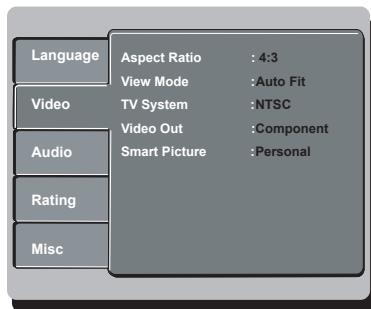 Language
Video
Audio
Rating
Misc
Aspect Ratio : 4:3
View Mode :Auto Fit
TV System :NTSC
Video Out :Component
Smart Picture :Personal